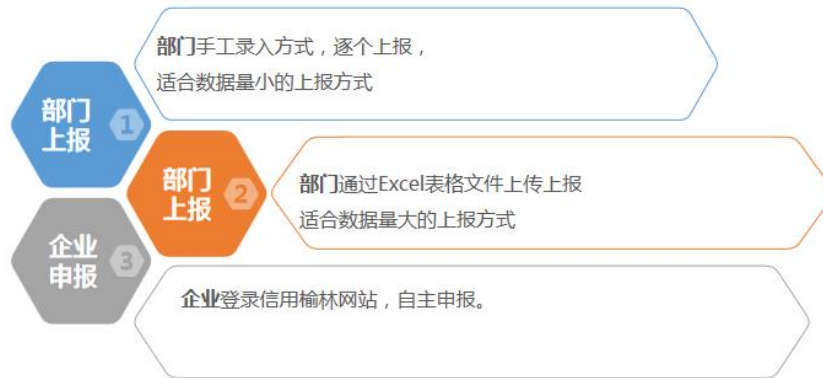 部门
上报
1
部门手工录入方式，逐个上报，
适合数据量小的上报方式
部门
上报
2
部门通过Excel表格文件上传上报
适合数据量大的上报方式
企业
申报
3
企业登录信用榆林网站，自主申报。